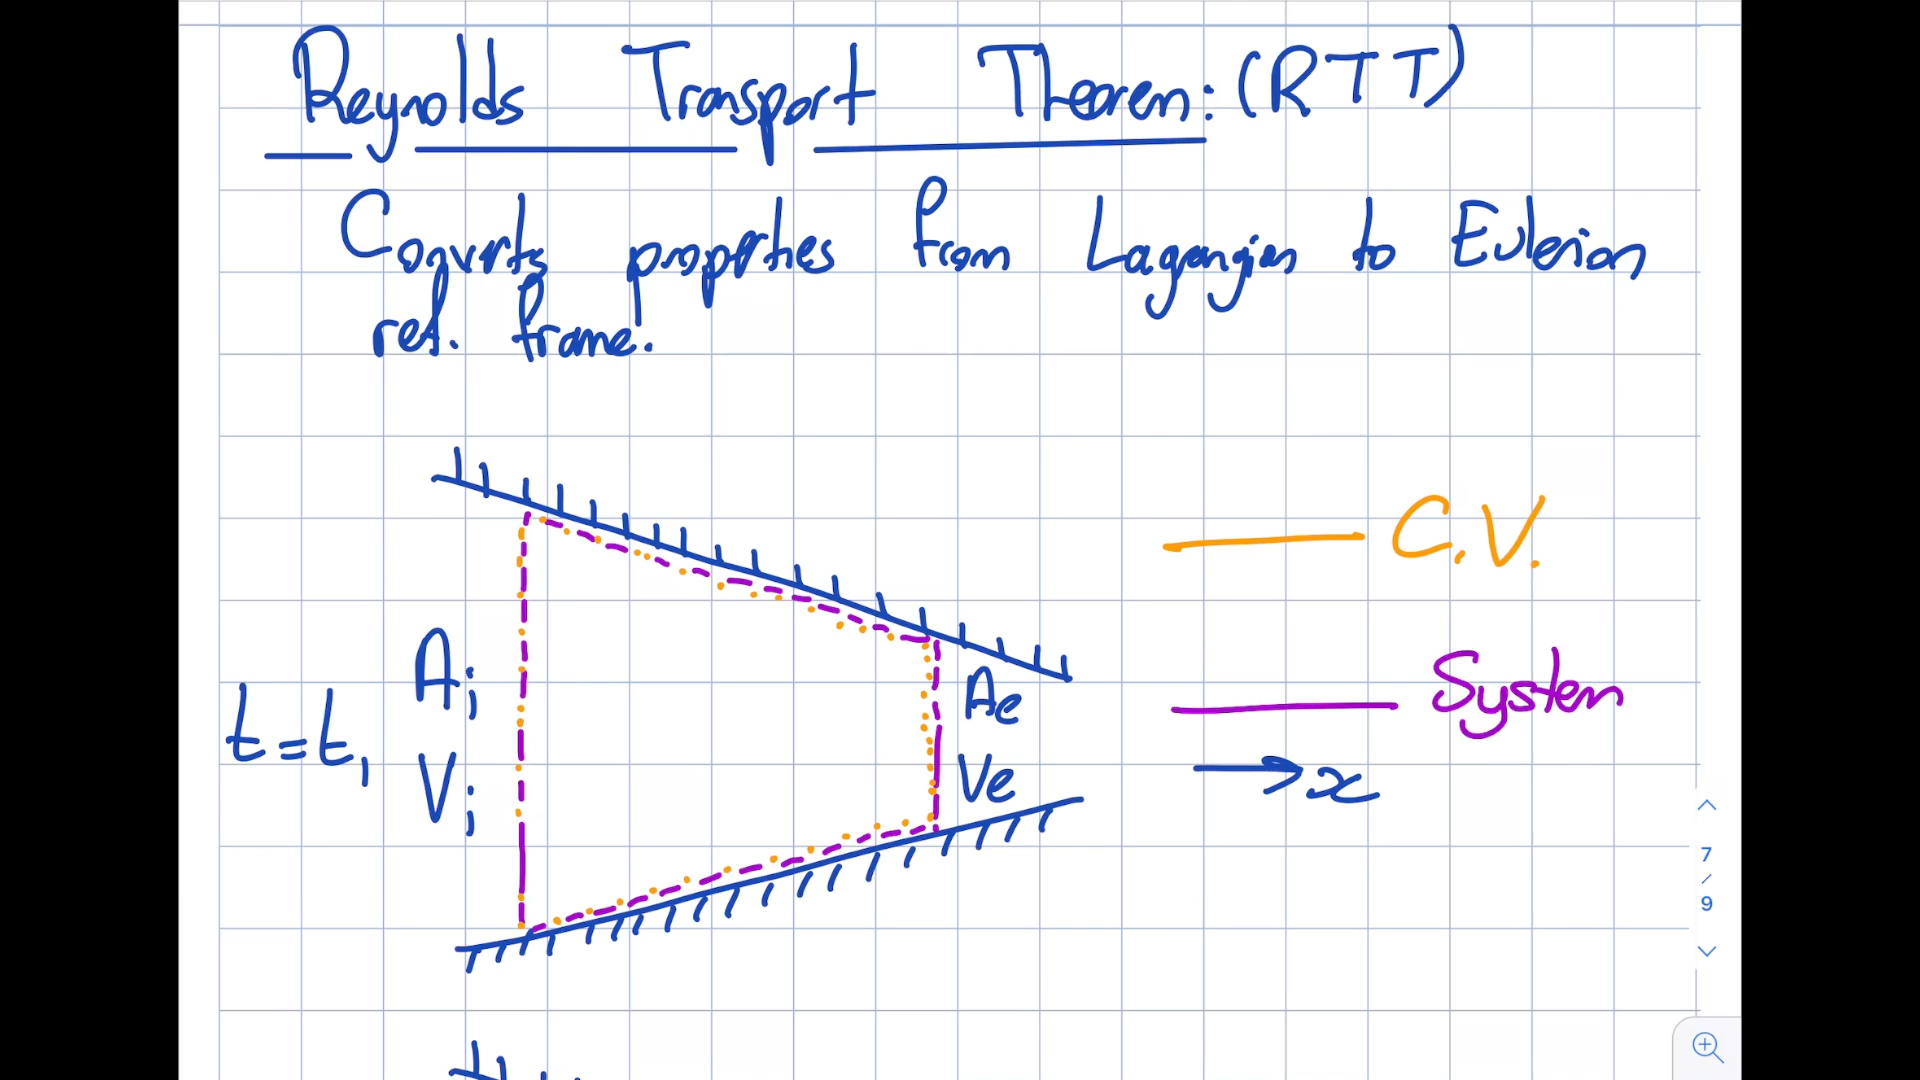 Reynolds Transport Theorem: (RTT)
Converts properties from Lagangian to Eulerian
ref. frame.
C.V.
System
x
t=t₁
Aᵢ
Vᵢ
Ae
Ve
7
/
9